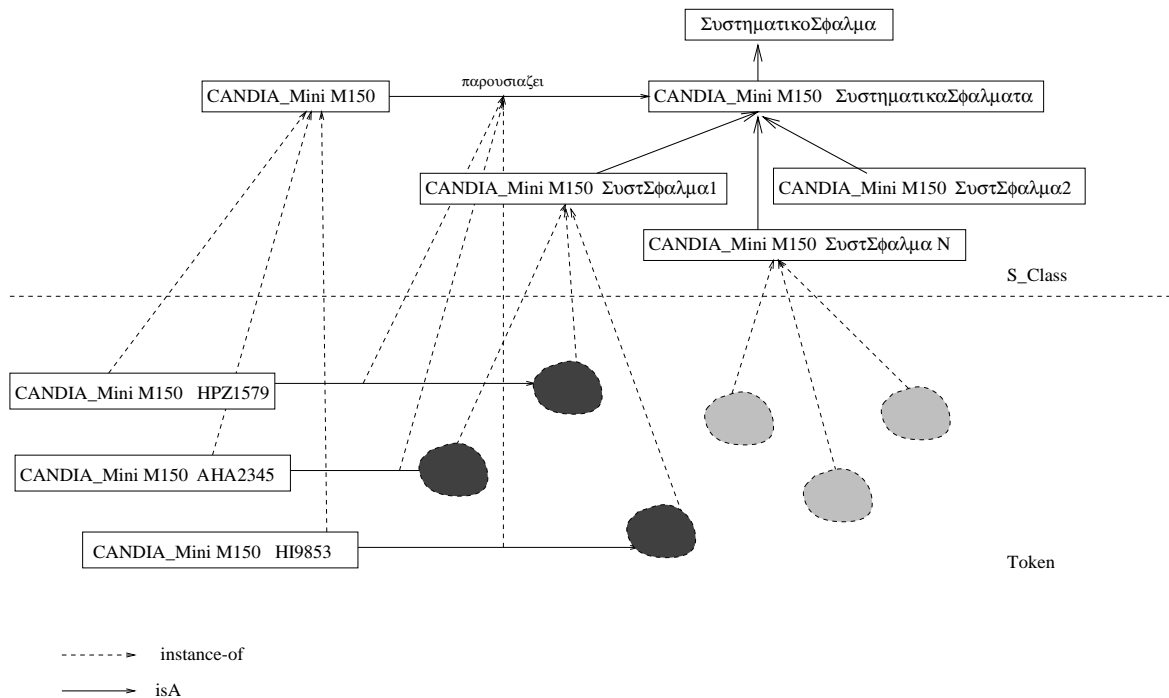 ΣυστηματικοΣφαλμα
παρουσιαζει
CANDIA_Mini M150
CANDIA_Mini M150 ΣυστηματικαΣφαλματα
CANDIA_Mini M150 ΣυστΣφαλμα1
CANDIA_Mini M150 ΣυστΣφαλμα2
CANDIA_Mini M150 ΣυστΣφαλμα N
S_Class
CANDIA_Mini M150 HPZ1579
CANDIA_Mini M150 AHA2345
CANDIA_Mini M150 HI9853
Token
instance-of
isA